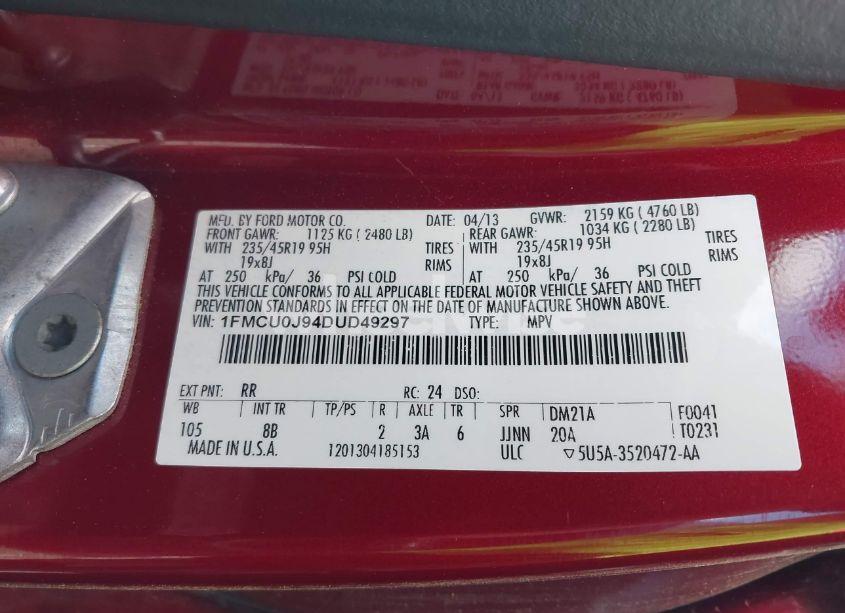 MFD. BY FORD MOTOR CO. DATE: 04/13 GVWR: 2159 KG ( 4760 LB)
FRONT GAWR: 1125 KG ( 2480 LB) REAR GAWR: 1034 KG ( 2280 LB)
WITH 235/45R19 95H TIRES WITH 235/45R19 95H TIRES
19x8J RIMS 19x8J RIMS
AT 250 kPa/ 36 PSI COLD AT 250 kPa/ 36 PSI COLD
THIS VEHICLE CONFORMS TO ALL APPLICABLE FEDERAL MOTOR VEHICLE SAFETY AND THEFT
PREVENTION STANDARDS IN EFFECT ON THE DATE OF MANUFACTURE SHOWN ABOVE.
VIN: 1FMCU0J94DUD49297 TYPE: MPV
EXT PNT: RR RC: 24 DSO:
WB INT TR TP/PS R AXLE TR SPR DM21A F0041
105 8B 2 3A 6 JJNN 20A T0231
MADE IN U.S.A. 1201304185153 ULC ▽5U5A-3520472-AA